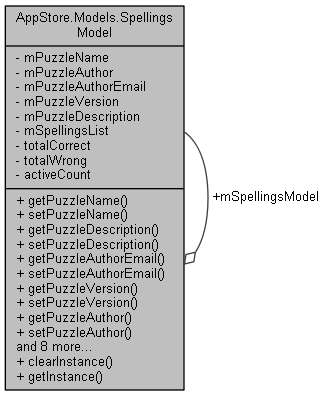 AppStore.Models.Spellings
Model
- mPuzzleName
- mPuzzleAuthor
- mPuzzleAuthorEmail
- mPuzzleVersion
- mPuzzleDescription
- mSpellingsList
- totalCorrect
- totalWrong
- activeCount
+ getPuzzleName()
+ setPuzzleName()
+ getPuzzleDescription()
+ setPuzzleDescription()
+ getPuzzleAuthorEmail()
+ setPuzzleAuthorEmail()
+ getPuzzleVersion()
+ setPuzzleVersion()
+ getPuzzleAuthor()
+ setPuzzleAuthor()
and 8 more...
+ clearInstance()
+ getInstance()
+mSpellingsModel